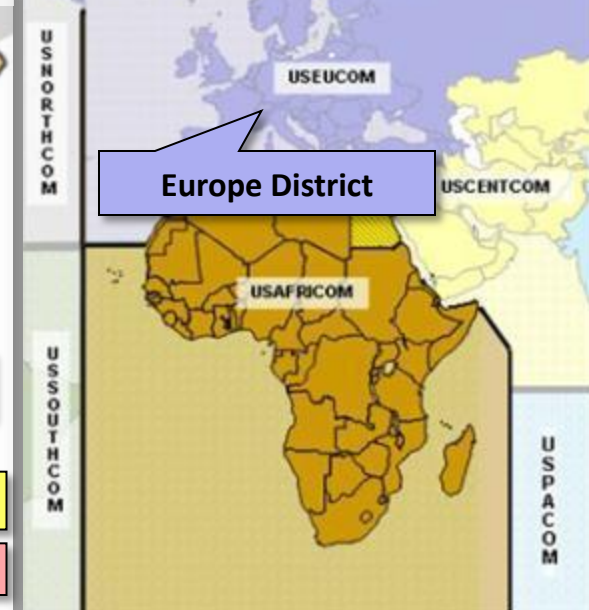 USNORTHCOM
USEUCOM
Europe District
USCENTCOM
USAFRICOM
USSOUTHCOM
USPACOM